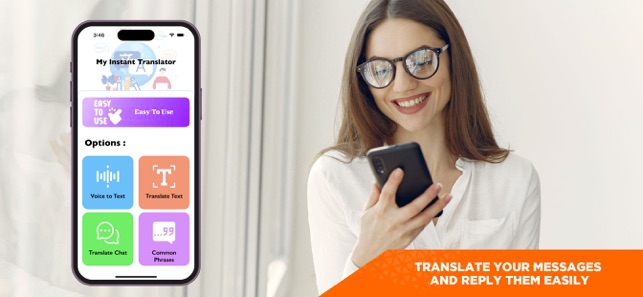 3:46
My Instant Translator
EASY
TO
USE
Easy To Use
Options :
Voice to Text
Translate Text
Translate Chat
Common
Phrases
TRANSLATE YOUR MESSAGES
AND REPLY THEM EASILY